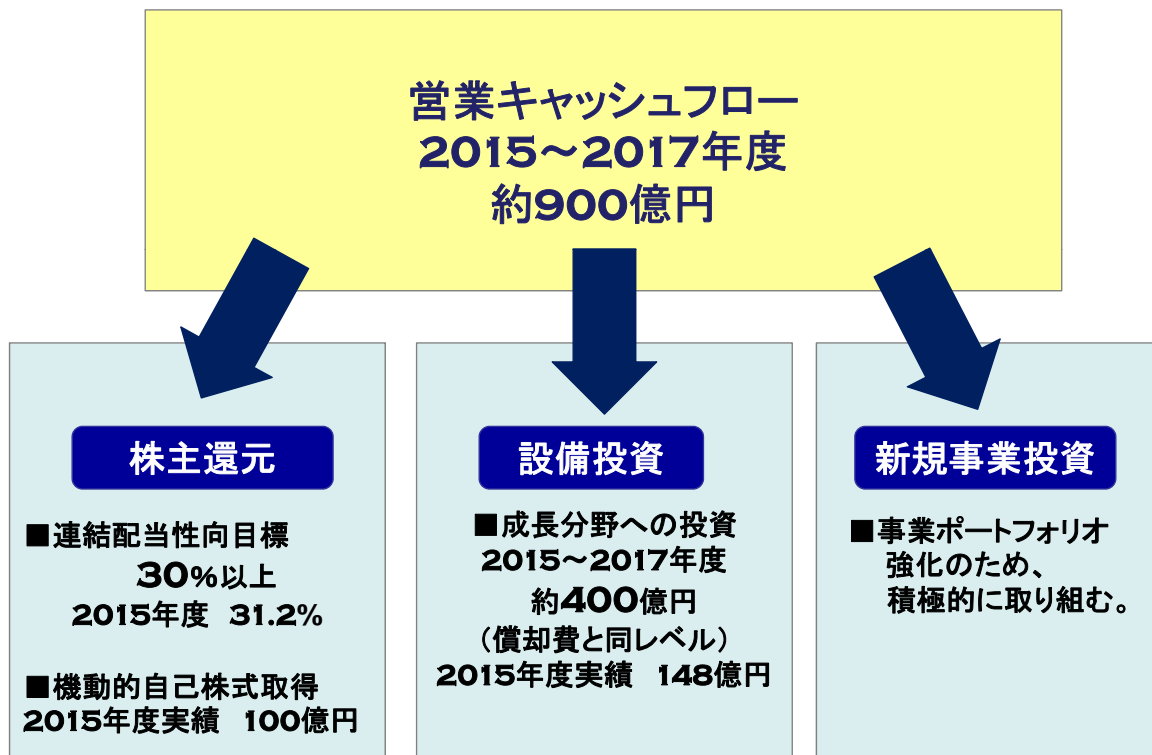 営業キャッシュフロー
2015～2017年度
約900億円
株主還元
■連結配当性向目標
30%以上
2015年度 31.2%
■機動的自己株式取得
2015年度実績 100億円
設備投資
■成長分野への投資
2015～2017年度
約400億円
（償却費と同レベル）
2015年度実績 148億円
新規事業投資
■事業ポートフォリオ
強化のため、
積極的に取り組む。